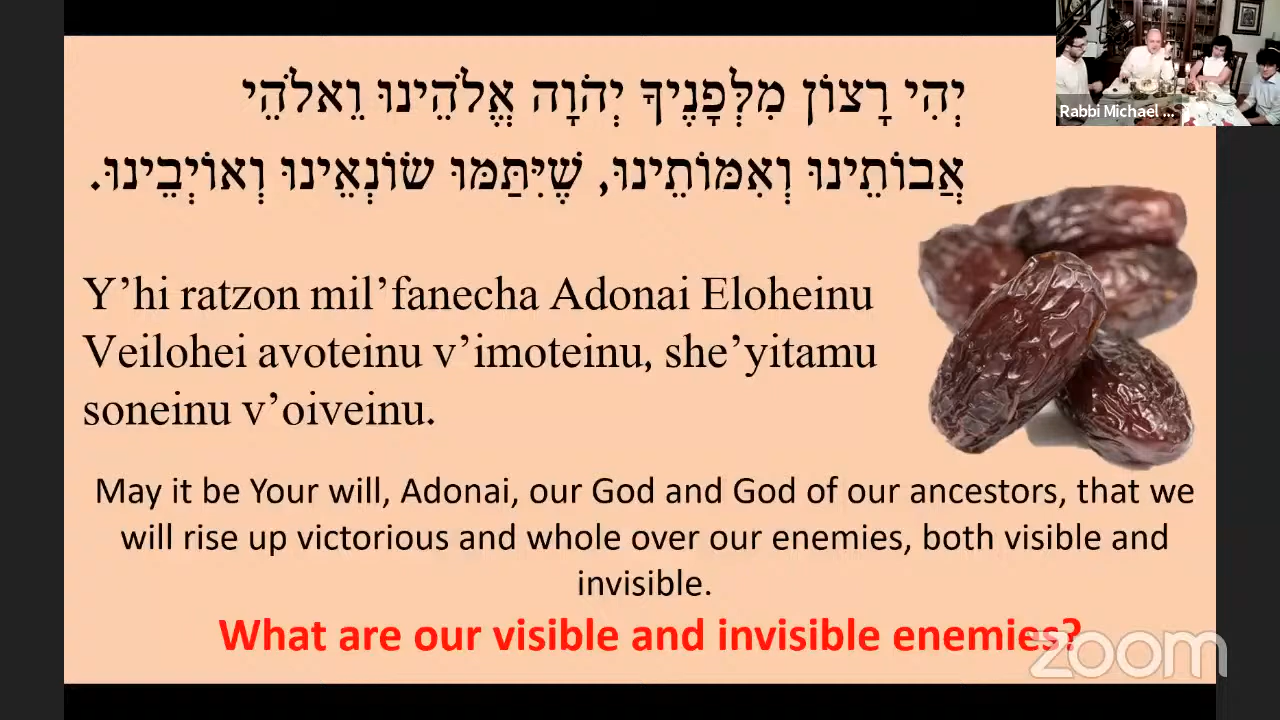 יְהִי רָצוֹן מִלְּפָנֶיךָ יְהֹוָה אֱלֹהֵינוּ וֵאלֹהֵי
אֲבוֹתֵינוּ וְאִמּוֹתֵינוּ, שֶׁיִּתַּמּוּ שׂוֹנְאֵינוּ וְאוֹיְבֵינוּ.
Y’hi ratzon mil’fanecha Adonai Eloheinu
Veilohei avoteinu v’imoteinu, she’yitamu
soneinu v’oiveinu.
May it be Your will, Adonai, our God and God of our ancestors, that we
will rise up victorious and whole over our enemies, both visible and
invisible.
What are our visible and invisible enemies?
Rabbi Michael ...
zoom